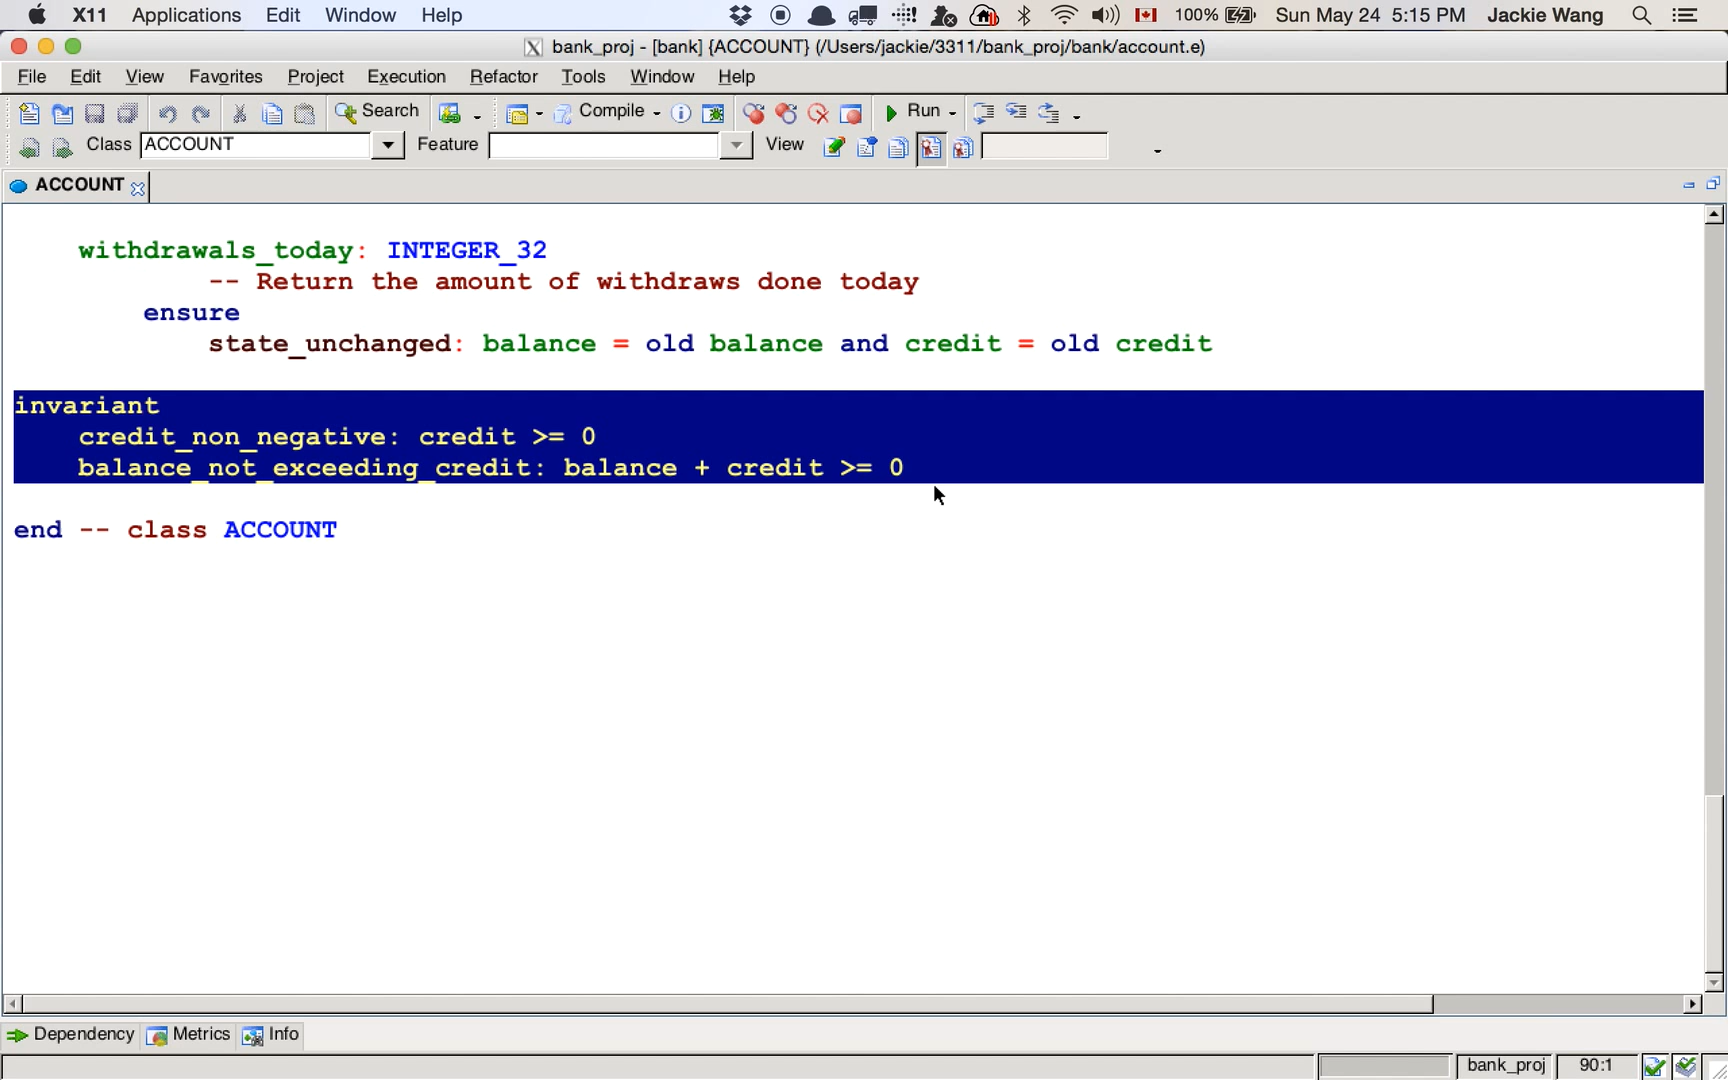 X11 Applications Edit Window Help 100% Sun May 24 5:15 PM Jackie Wang
bank_proj - [bank] {ACCOUNT} (/Users/jackie/3311/bank_proj/bank/account.e)
File Edit View Favorites Project Execution Refactor Tools Window Help
Search Compile Run
Class ACCOUNT Feature View
ACCOUNT
withdrawals_today: INTEGER_32
-- Return the amount of withdraws done today
ensure
state_unchanged: balance = old balance and credit = old credit
invariant
credit_non_negative: credit >= 0
balance_not_exceeding_credit: balance + credit >= 0
end -- class ACCOUNT
Dependency Metrics Info
bank_proj 90:1